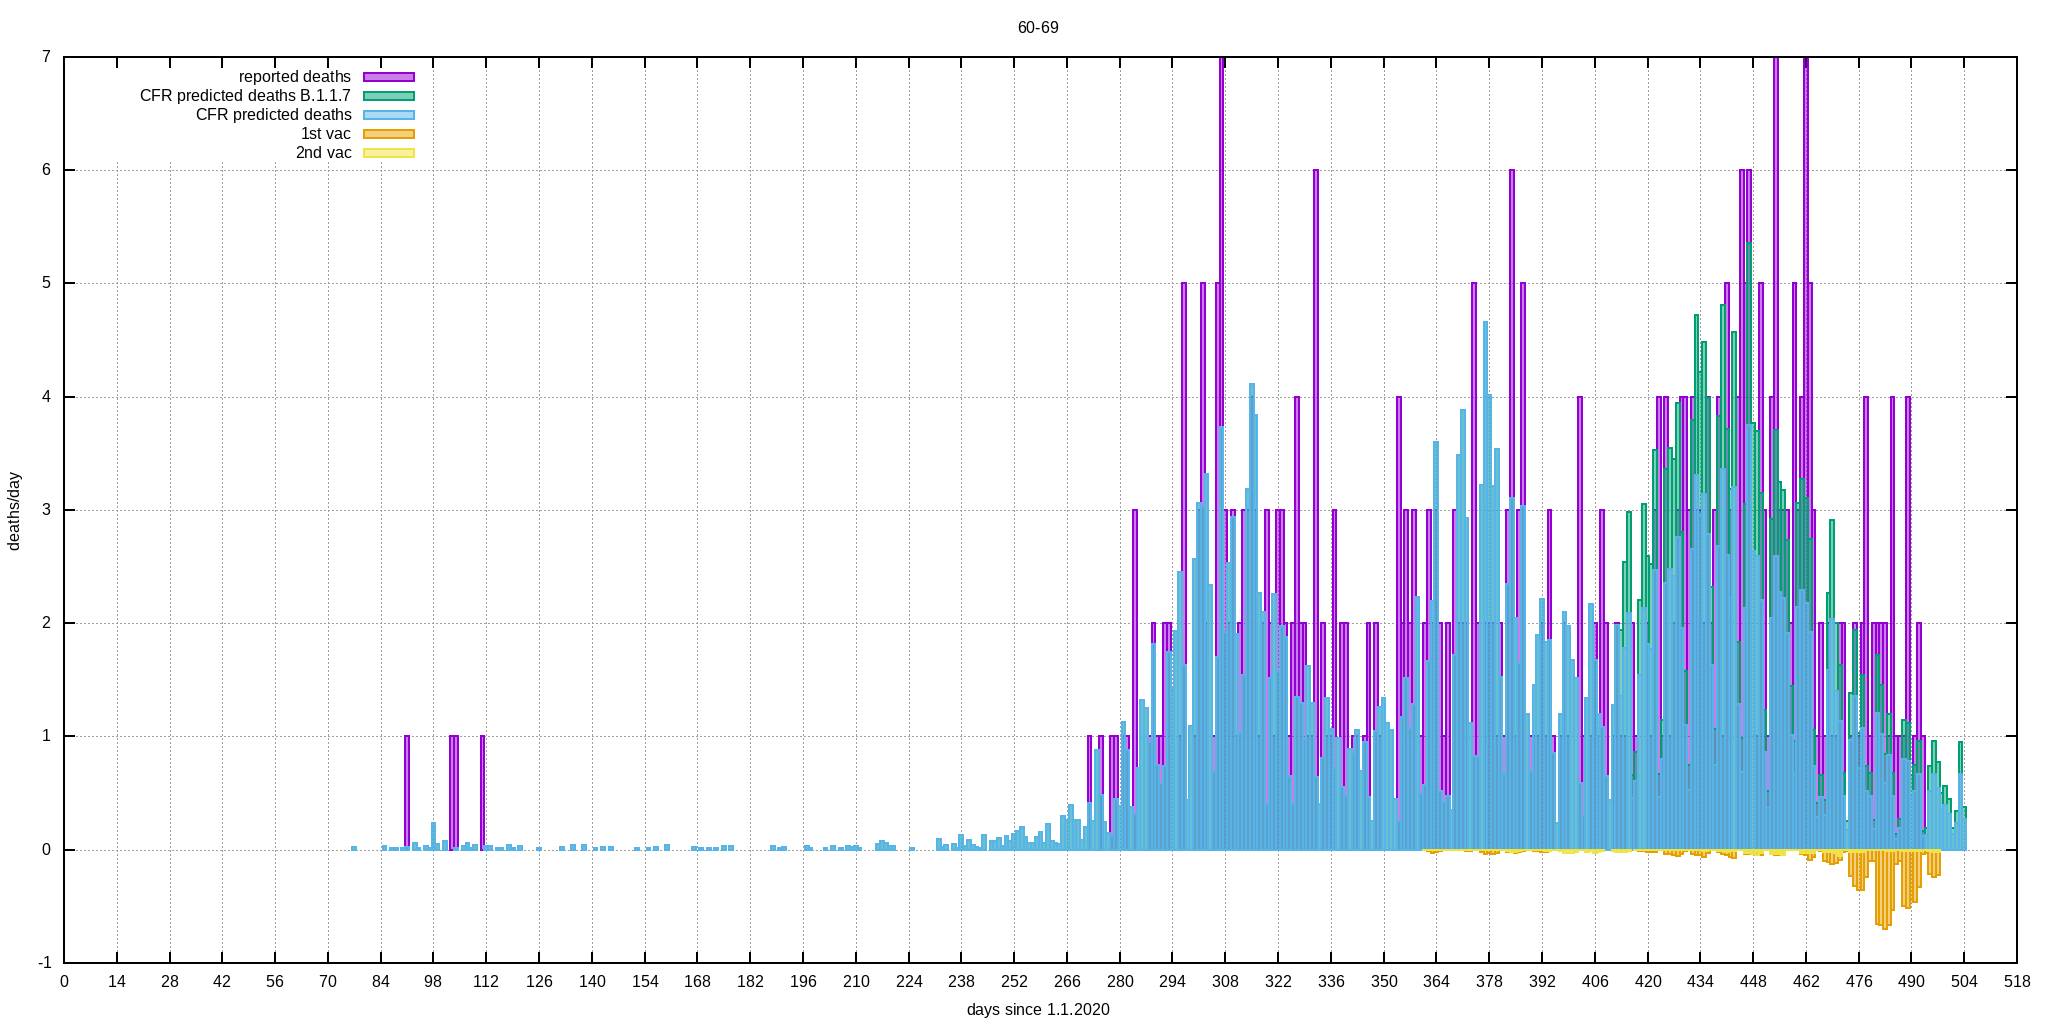 60-69
reported deaths
CFR predicted deaths B.1.1.7
CFR predicted deaths
1st vac
2nd vac
7
6
5
4
3
2
1
0
-1
deaths/day
0 14 28 42 56 70 84 98 112 126 140 154 168 182 196 210 224 238 252 266 280 294 308 322 336 350 364 378 392 406 420 434 448 462 476 490 504 518
days since 1.1.2020